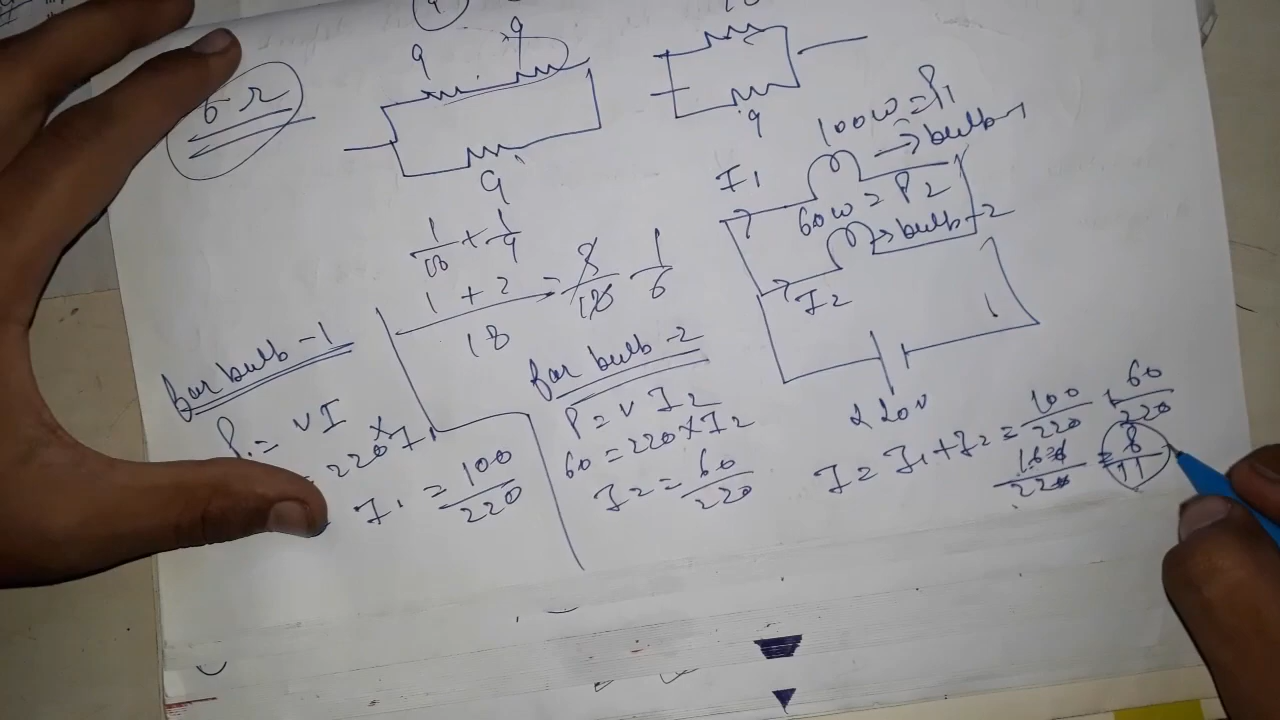 9
9
9
6Ω
9
100W = P1
→ bulb-1
I1
60W = P2
→ bulb-2
I2
220V
1/18 + 1/9
1 + 2 / 18 = 3/18 1/6
for bulb-1
P1 = VI
220 × I1
I1 = 100/220
for bulb-2
P = V I2
60 = 220 × I2
I2 = 60/220
I = I1 + I2 = 100/220 + 60/220
160/220 = 8/11